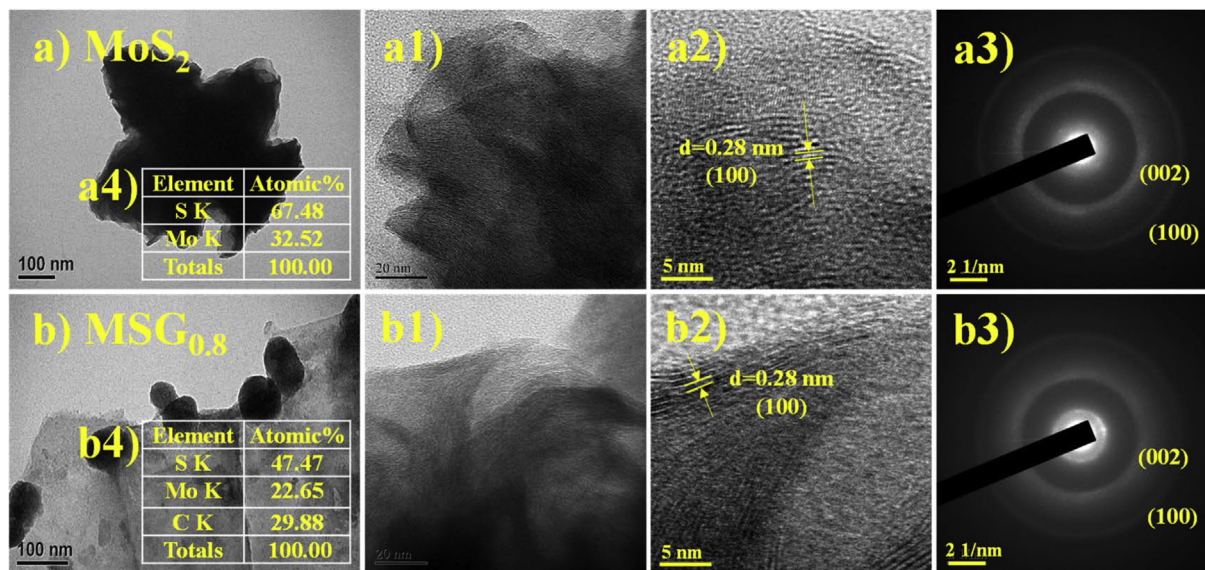 a) MoS2
a1)
a2)
a3)
d=0.28 nm
(100)
a4)
Element Atomic%
S K 67.48
Mo K 32.52
Totals 100.00
(002)
(100)
100 nm
20 nm
5 nm
2 1/nm
b) MSG0.8
b1)
b2)
b3)
d=0.28 nm
(100)
b4)
Element Atomic%
S K 47.47
Mo K 22.65
C K 29.88
Totals 100.00
(002)
(100)
100 nm
20 nm
5 nm
2 1/nm